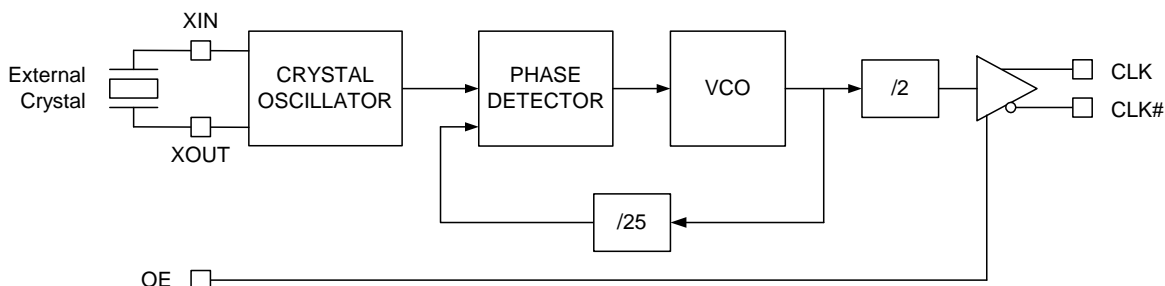 XIN
External
Crystal
XOUT
CRYSTAL
OSCILLATOR
PHASE
DETECTOR
VCO
/2
CLK
CLK#
/25
OE